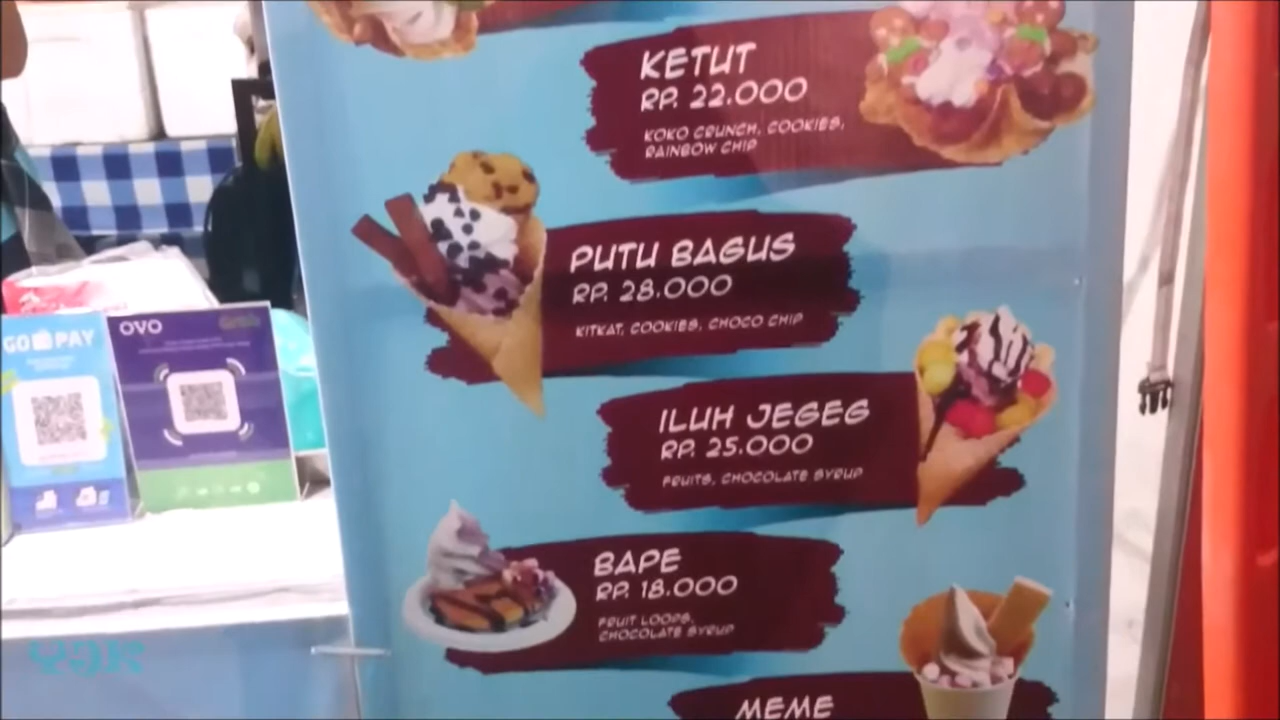 KETUT
RP. 22.000
KOKO CRUNCH, COOKIES,
RAINBOW CHIP
PUTU BAGUS
RP. 28.000
KITKAT, COOKIES, CHOCO CHIP
GO PAY
OVO
Grab
ILUH JEGEG
RP. 25.000
FRUITS, CHOCOLATE SYRUP
BAPE
RP. 18.000
FRUIT LOOPS,
CHOCOLATE SYRUP
MEME